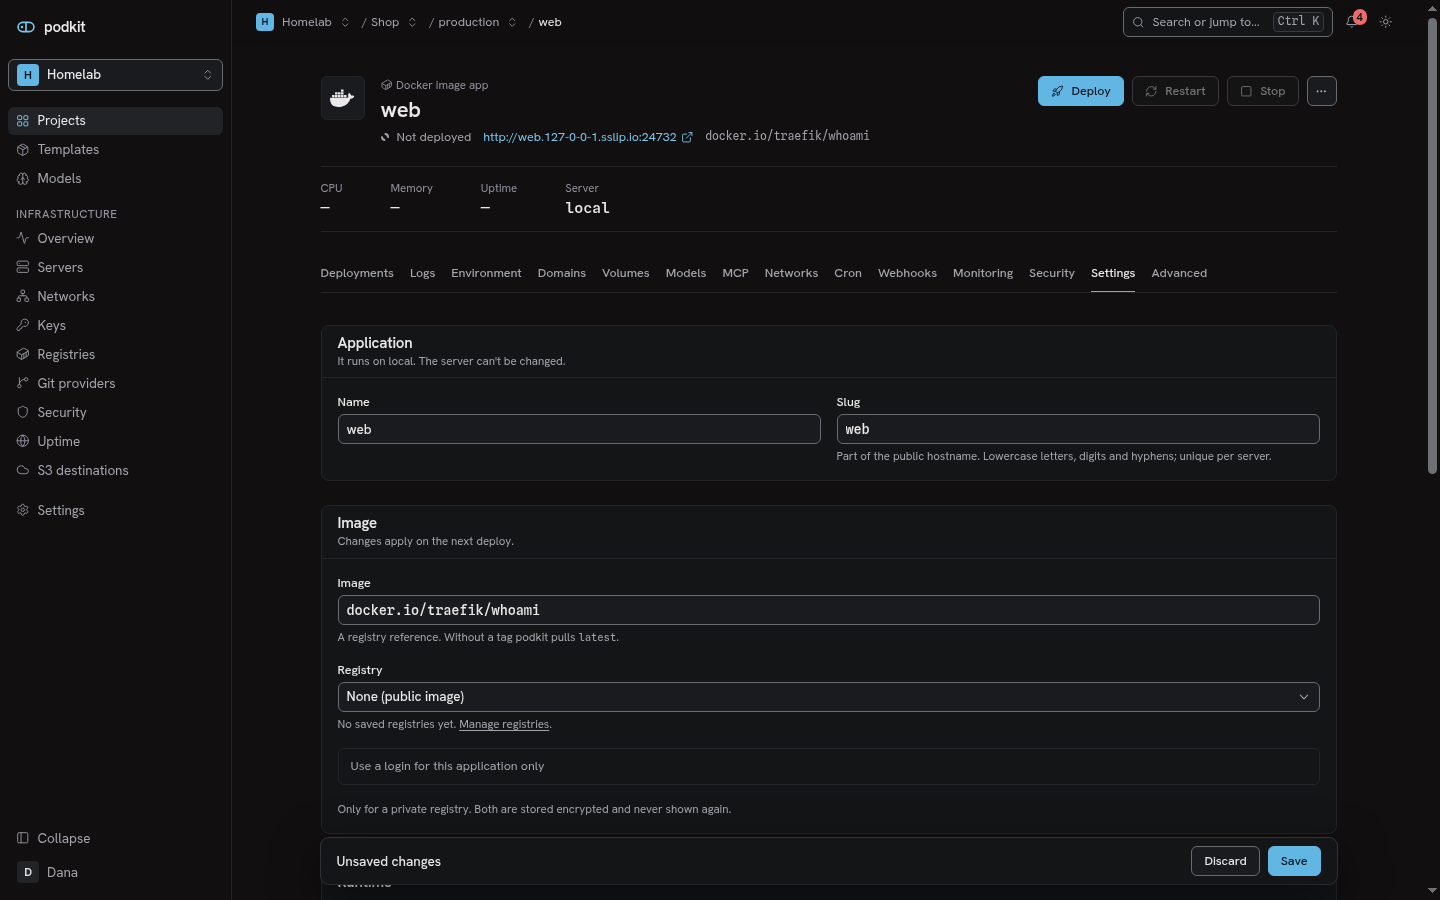 podkit
H Homelab
Projects
Templates
Models
INFRASTRUCTURE
Overview
Servers
Networks
Keys
Registries
Git providers
Security
Uptime
S3 destinations
Settings
Collapse
D Dana
H Homelab / Shop / production / web
Search or jump to... Ctrl K
4
Docker image app
web
Not deployed http://web.127-0-0-1.sslip.io:24732 docker.io/traefik/whoami
Deploy Restart Stop ...
CPU Memory Uptime Server
— — — local
Deployments Logs Environment Domains Volumes Models MCP Networks Cron Webhooks Monitoring Security Settings Advanced
Application
It runs on local. The server can't be changed.
Name Slug
web web
Part of the public hostname. Lowercase letters, digits and hyphens; unique per server.
Image
Changes apply on the next deploy.
Image
docker.io/traefik/whoami
A registry reference. Without a tag podkit pulls latest.
Registry
None (public image)
No saved registries yet. Manage registries.
Use a login for this application only
Only for a private registry. Both are stored encrypted and never shown again.
Unsaved changes Discard Save
Runtime